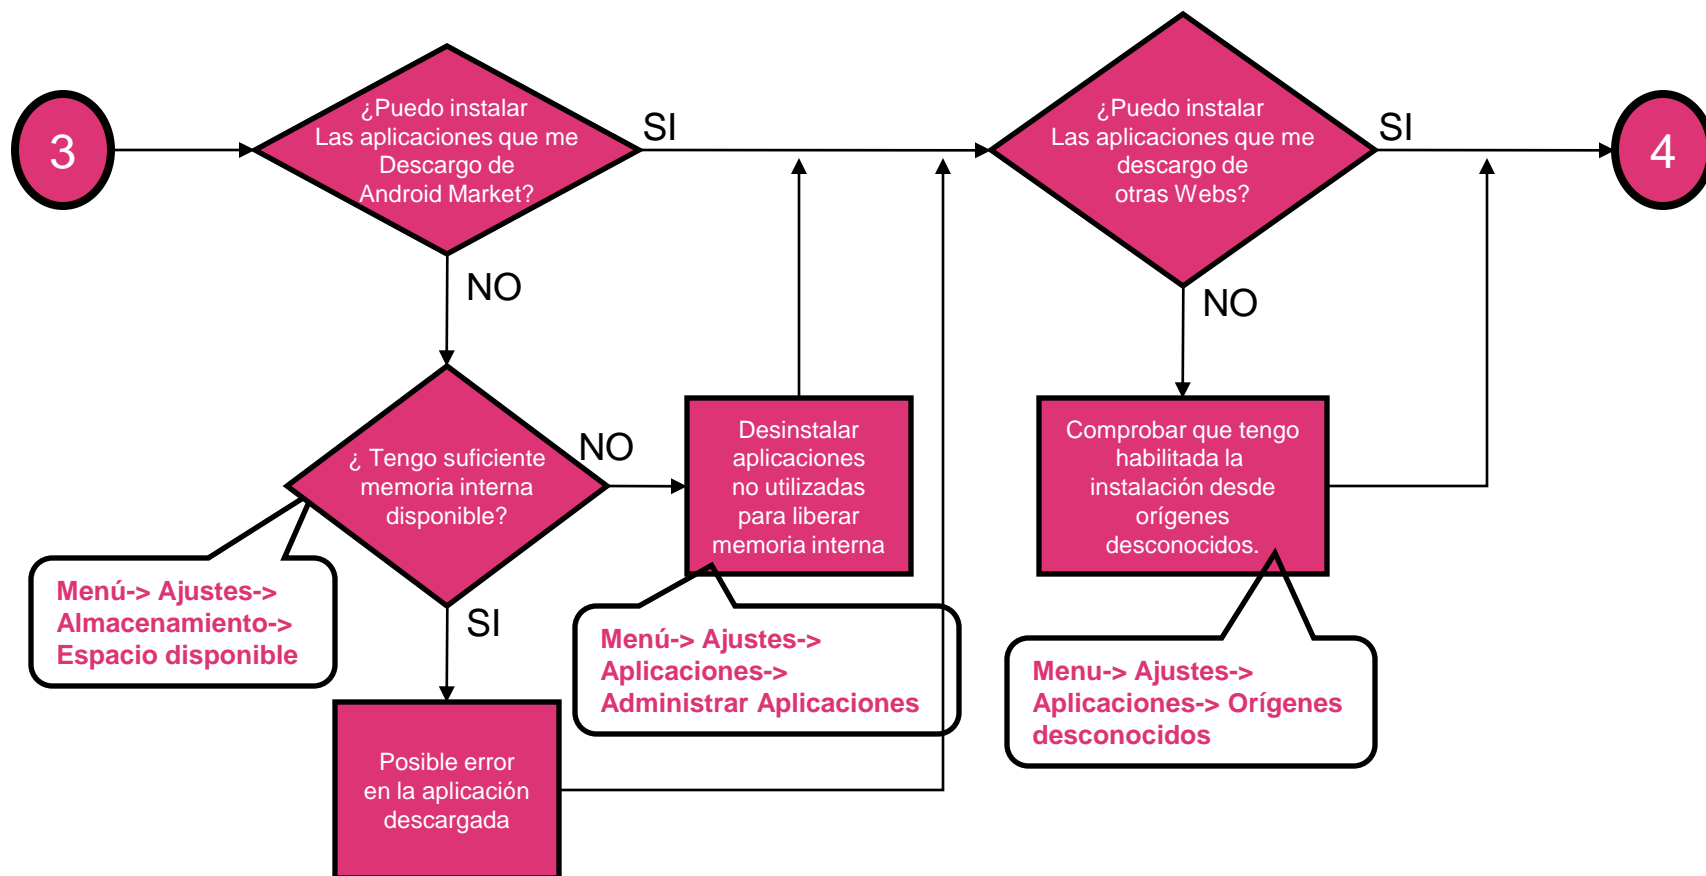 3
¿Puedo instalar
Las aplicaciones que me
Descargo de
Android Market?
SI
¿Puedo instalar
Las aplicaciones que me
descargo de
otras Webs?
SI
4
NO
NO
¿ Tengo suficiente
memoria interna
disponible?
NO
Desinstalar
aplicaciones
no utilizadas
para liberar
memoria interna
Comprobar que tengo
habilitada la
instalación desde
orígenes
desconocidos.
Menú-> Ajustes->
Almacenamiento->
Espacio disponible
SI
Menú-> Ajustes->
Aplicaciones->
Administrar Aplicaciones
Menu-> Ajustes->
Aplicaciones-> Orígenes
desconocidos
Posible error
en la aplicación
descargada